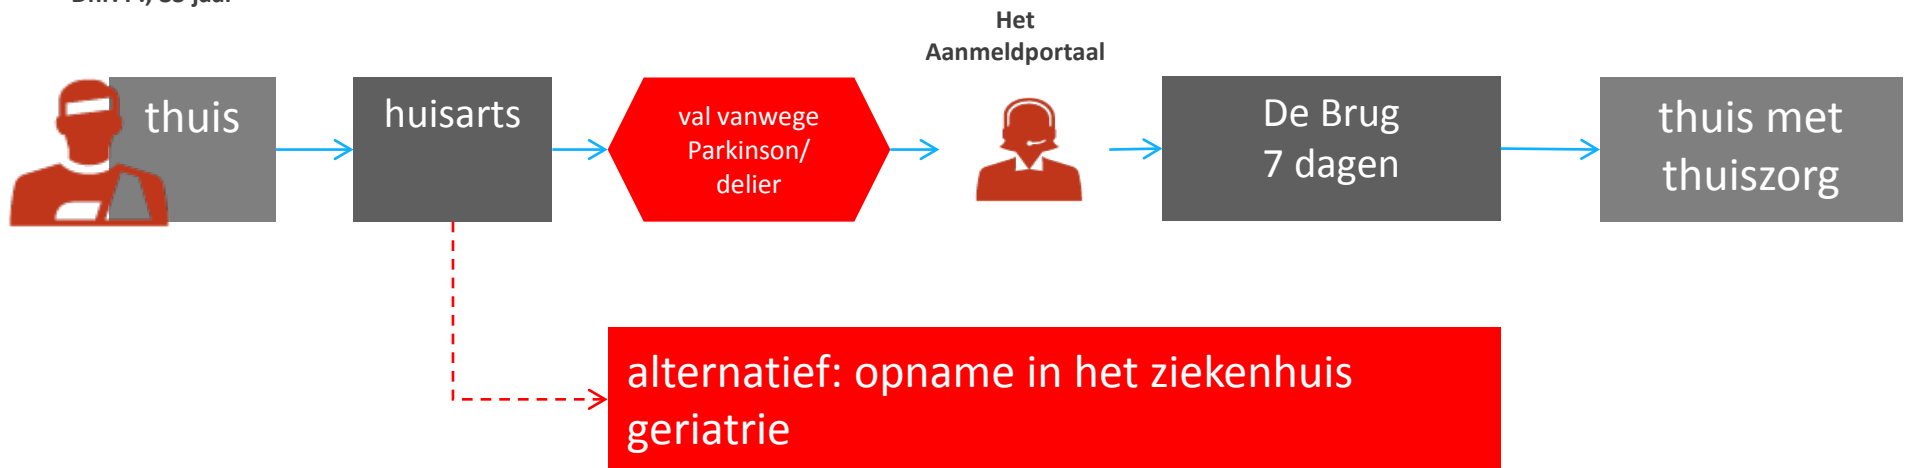 Het
Aanmeldportaal
thuis
huisarts
val vanwege
Parkinson/
delier
De Brug
7 dagen
thuis met
thuiszorg
alternatief: opname in het ziekenhuis
geriatrie